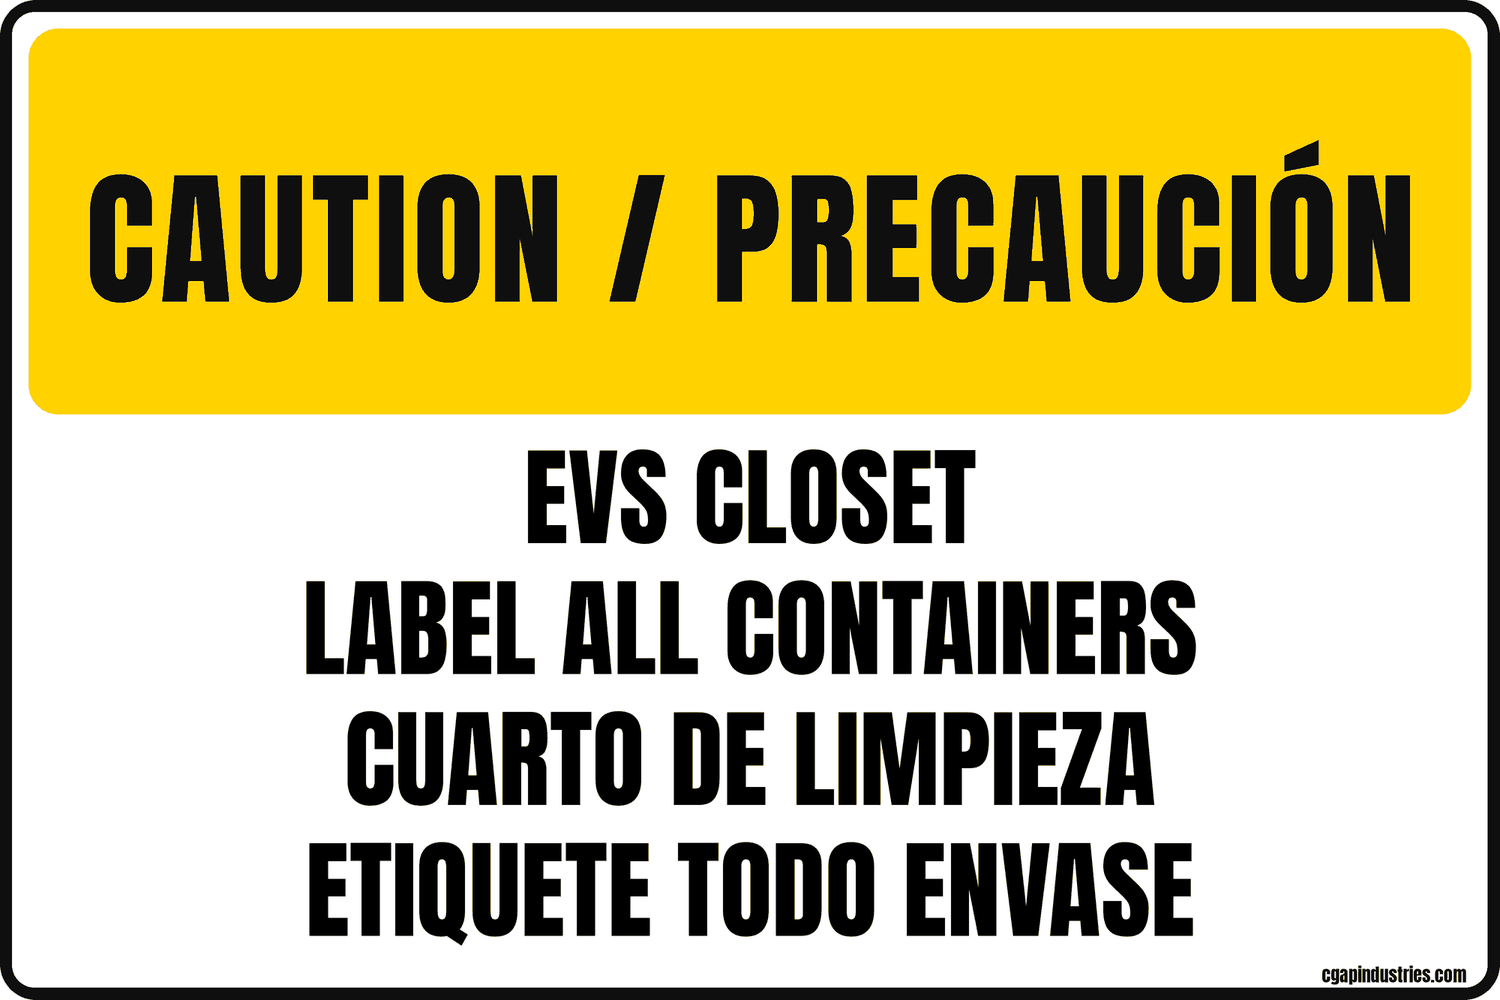 CAUTION / PRECAUCIÓN
EVS CLOSET
LABEL ALL CONTAINERS
CUARTO DE LIMPIEZA
ETIQUETE TODO ENVASE
cgapindustries.com